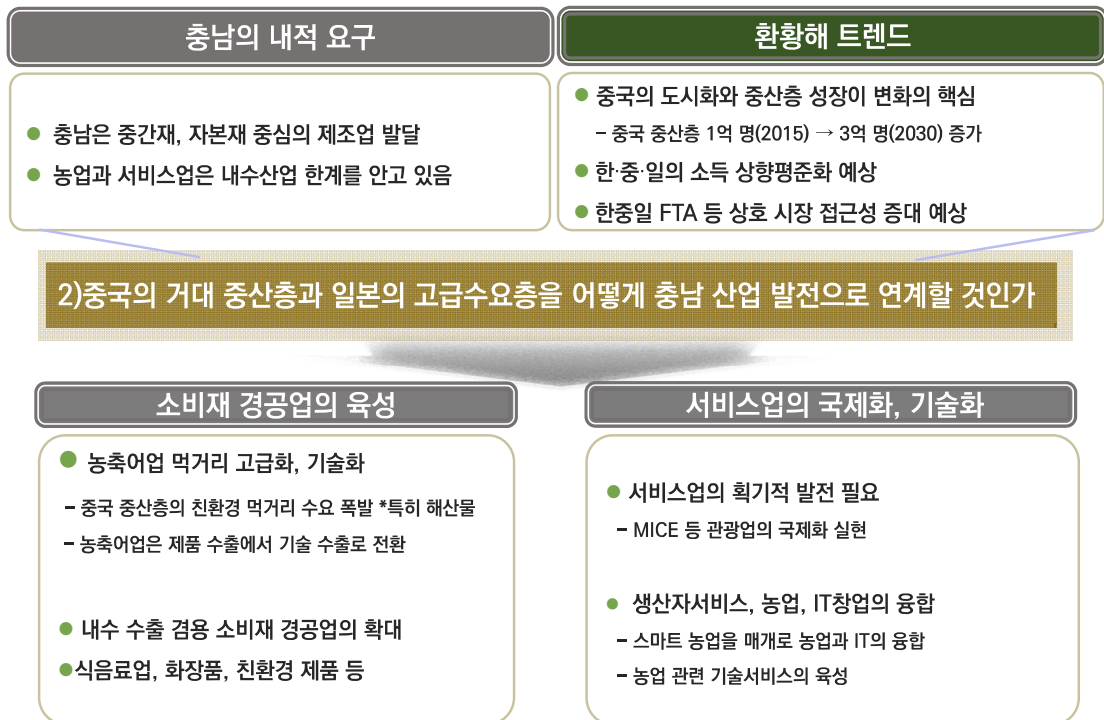 충남의 내적 요구
● 충남은 중간재, 자본재 중심의 제조업 발달
● 농업과 서비스업은 내수산업 한계를 안고 있음
환황해 트렌드
● 중국의 도시화와 중산층 성장이 변화의 핵심
– 중국 중산층 1억 명(2015) → 3억 명(2030) 증가
● 한·중·일의 소득 상향평준화 예상
● 한중일 FTA 등 상호 시장 접근성 증대 예상
2)중국의 거대 중산층과 일본의 고급수요층을 어떻게 충남 산업 발전으로 연계할 것인가
소비재 경공업의 육성
● 농축어업 먹거리 고급화, 기술화
– 중국 중산층의 친환경 먹거리 수요 폭발 *특히 해산물
– 농축어업은 제품 수출에서 기술 수출로 전환
● 내수 수출 겸용 소비재 경공업의 확대
●식음료업, 화장품, 친환경 제품 등
서비스업의 국제화, 기술화
● 서비스업의 획기적 발전 필요
– MICE 등 관광업의 국제화 실현
● 생산자서비스, 농업, IT창업의 융합
– 스마트 농업을 매개로 농업과 IT의 융합
– 농업 관련 기술서비스의 육성